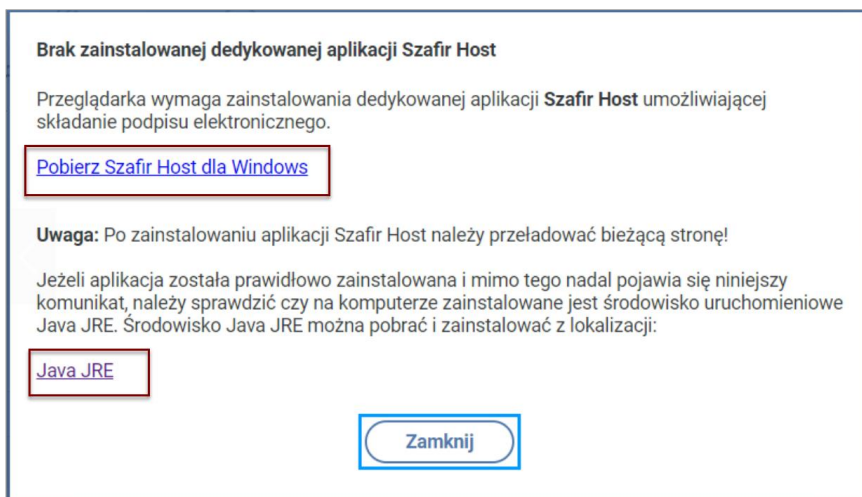 Brak zainstalowanej dedykowanej aplikacji Szafir Host
Przeglądarka wymaga zainstalowania dedykowanej aplikacji Szafir Host umożliwiającej
składanie podpisu elektronicznego.
Pobierz Szafir Host dla Windows
Uwaga: Po zainstalowaniu aplikacji Szafir Host należy przeładować bieżącą stronę!
Jeżeli aplikacja została prawidłowo zainstalowana i mimo tego nadal pojawia się niniejszy
komunikat, należy sprawdzić czy na komputerze zainstalowane jest środowisko uruchomieniowe
Java JRE. Środowisko Java JRE można pobrać i zainstalować z lokalizacji:
Java JRE
Zamknij